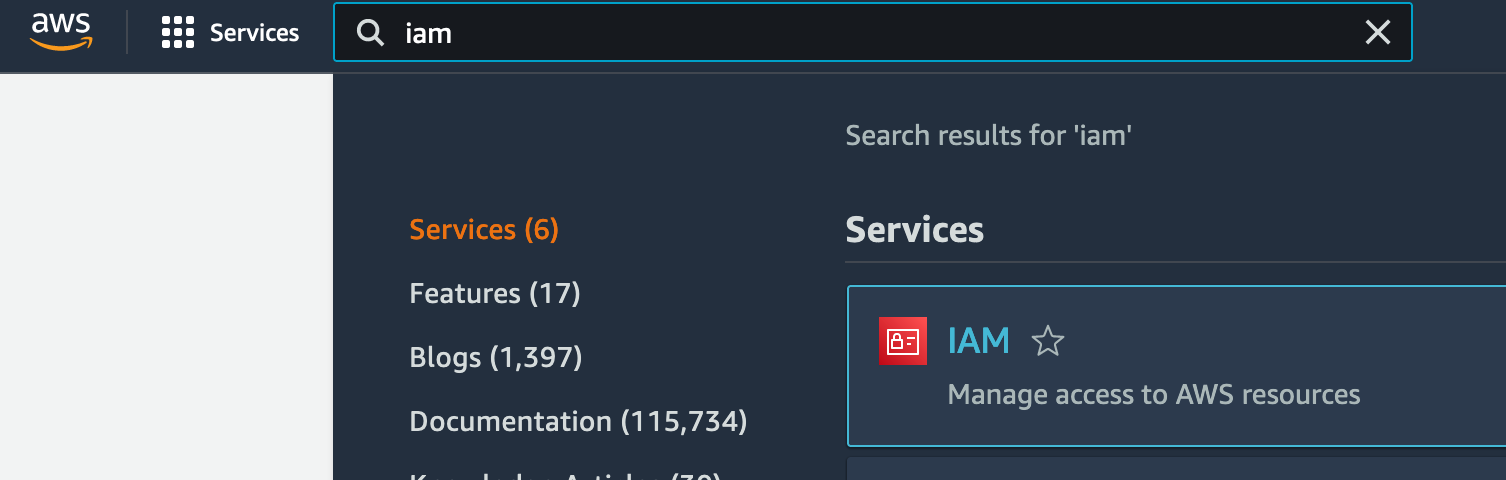 aws
Services
iam
Search results for 'iam'
Services (6)
Features (17)
Blogs (1,397)
Documentation (115,734)
Services
IAM
Manage access to AWS resources